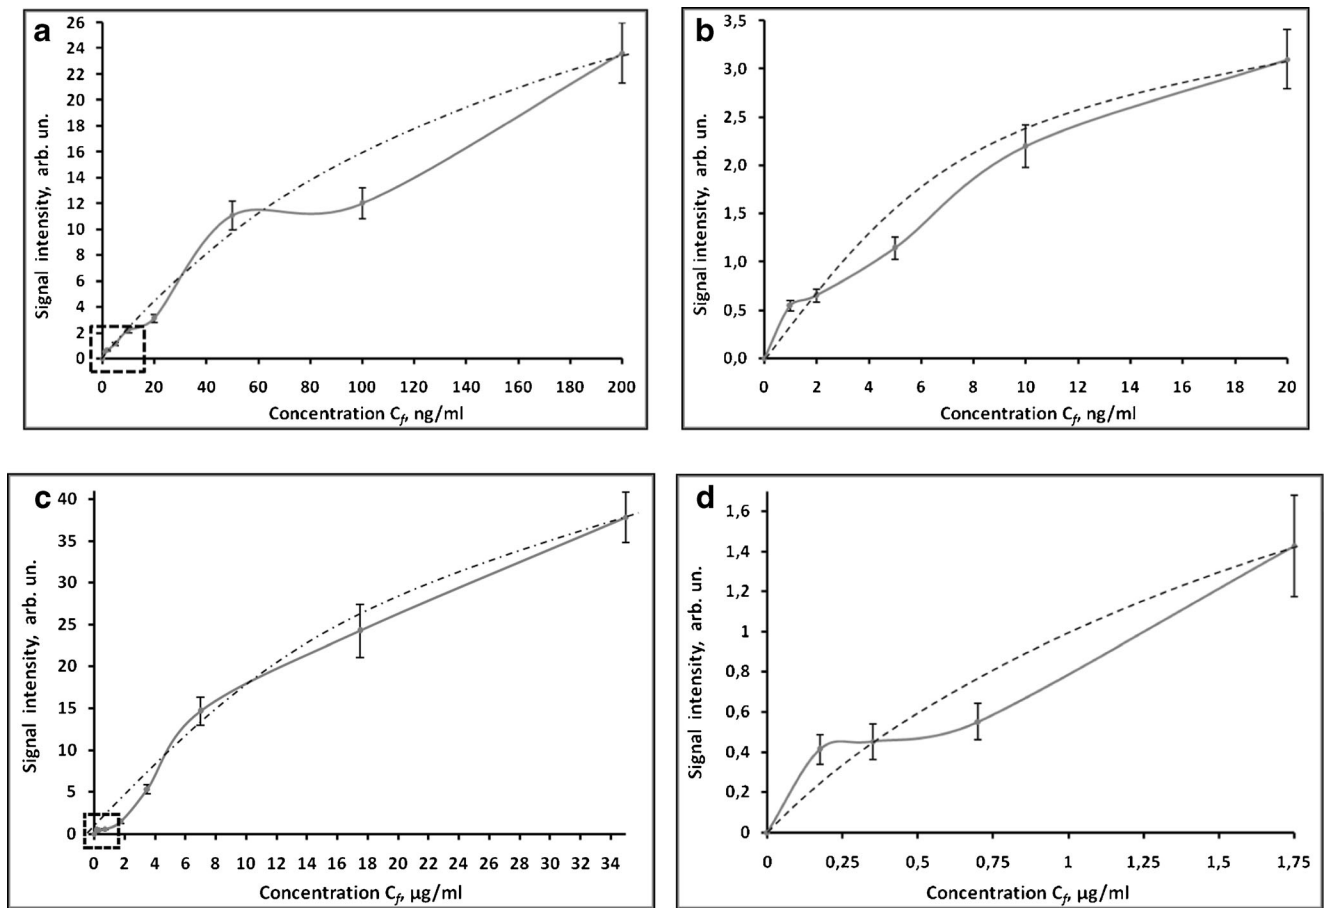 a
26
24
22
20
18
16
14
12
10
8
6
4
2
0
Signal intensity, arb. un.
0 20 40 60 80 100 120 140 160 180 200
Concentration Cf, ng/ml
b
3,5
3,0
2,5
2,0
1,5
1,0
0,5
0,0
Signal intensity, arb. un.
0 2 4 6 8 10 12 14 16 18 20
Concentration Cf, ng/ml
c
40
35
30
25
20
15
10
5
0
Signal intensity, arb. un.
0 2 4 6 8 10 12 14 16 18 20 22 24 26 28 30 32 34
Concentration Cf, µg/ml
d
1,6
1,4
1,2
1
0,8
0,6
0,4
0,2
0
Signal intensity, arb. un.
0 0,25 0,5 0,75 1 1,25 1,5 1,75
Concentration Cf, µg/ml